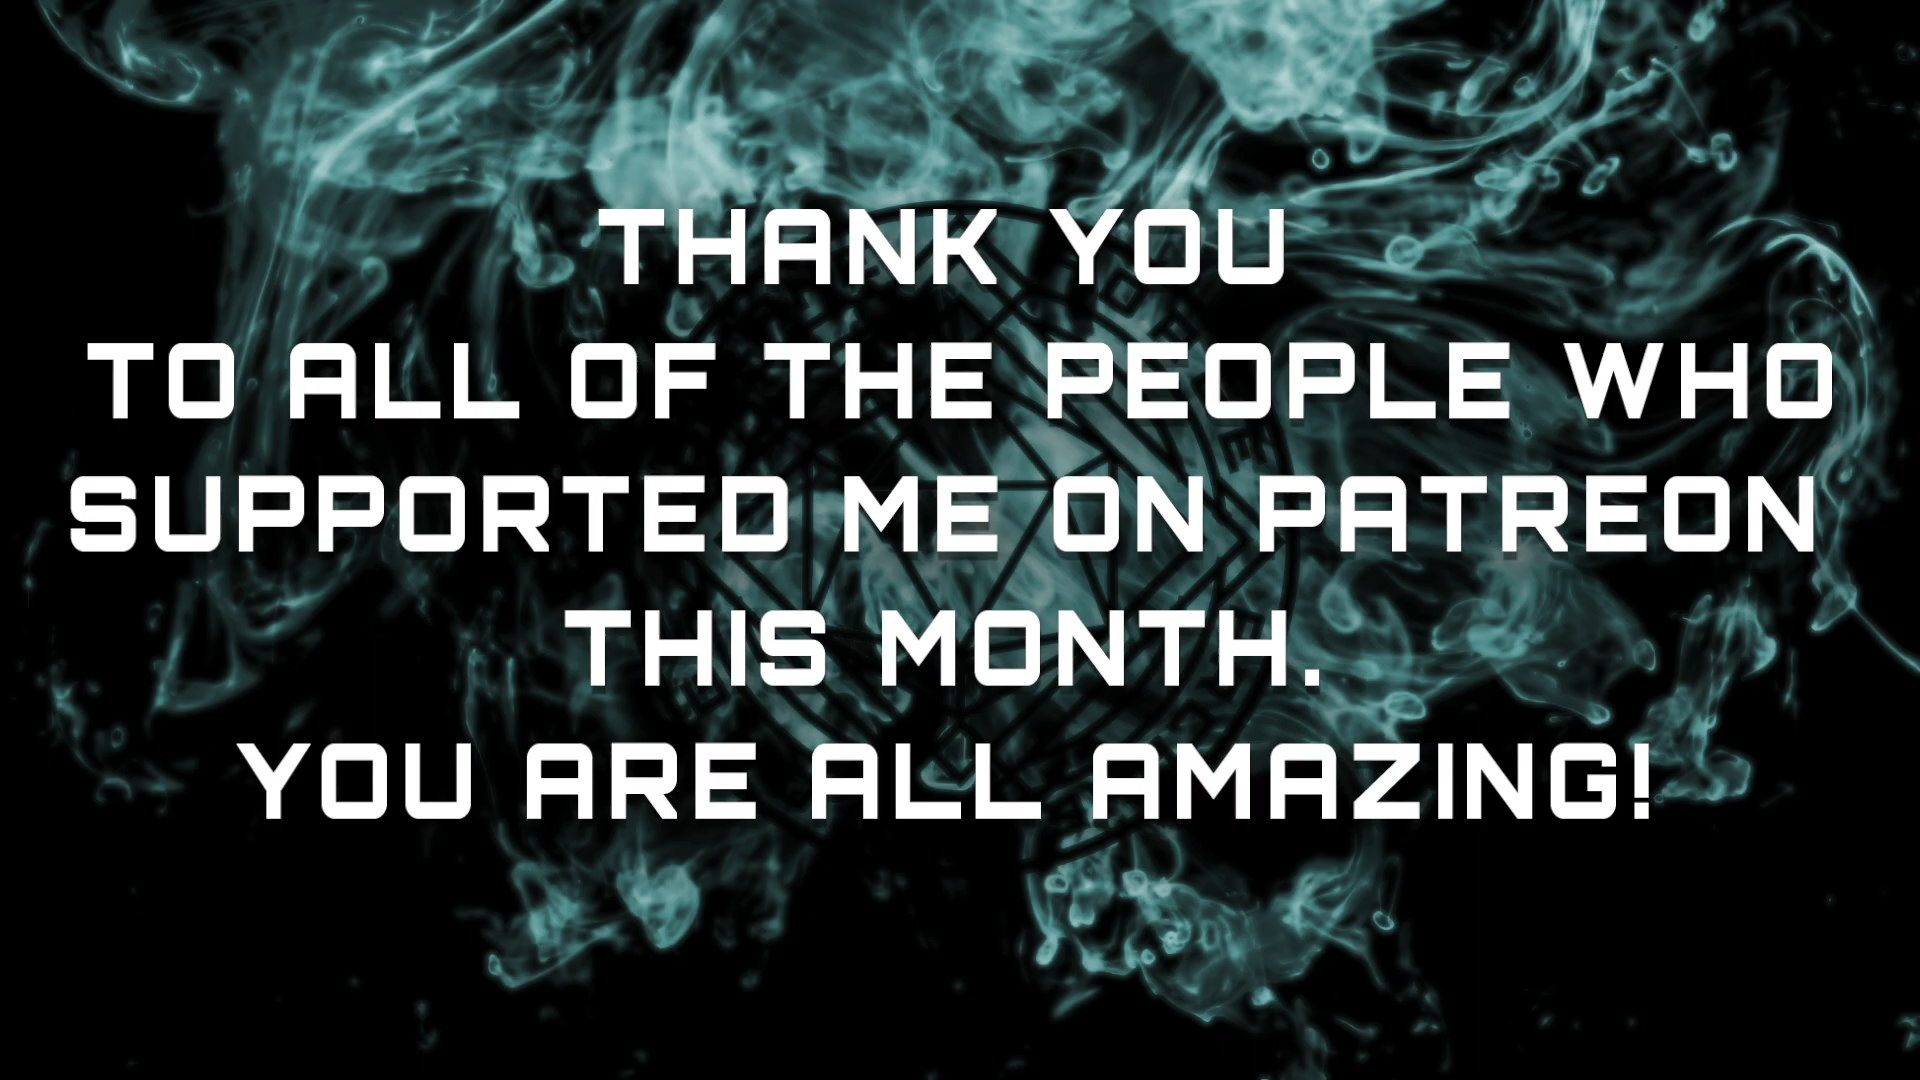 THANK YOU
TO ALL OF THE PEOPLE WHO
SUPPORTED ME ON PATREON
THIS MONTH.
YOU ARE ALL AMAZING!